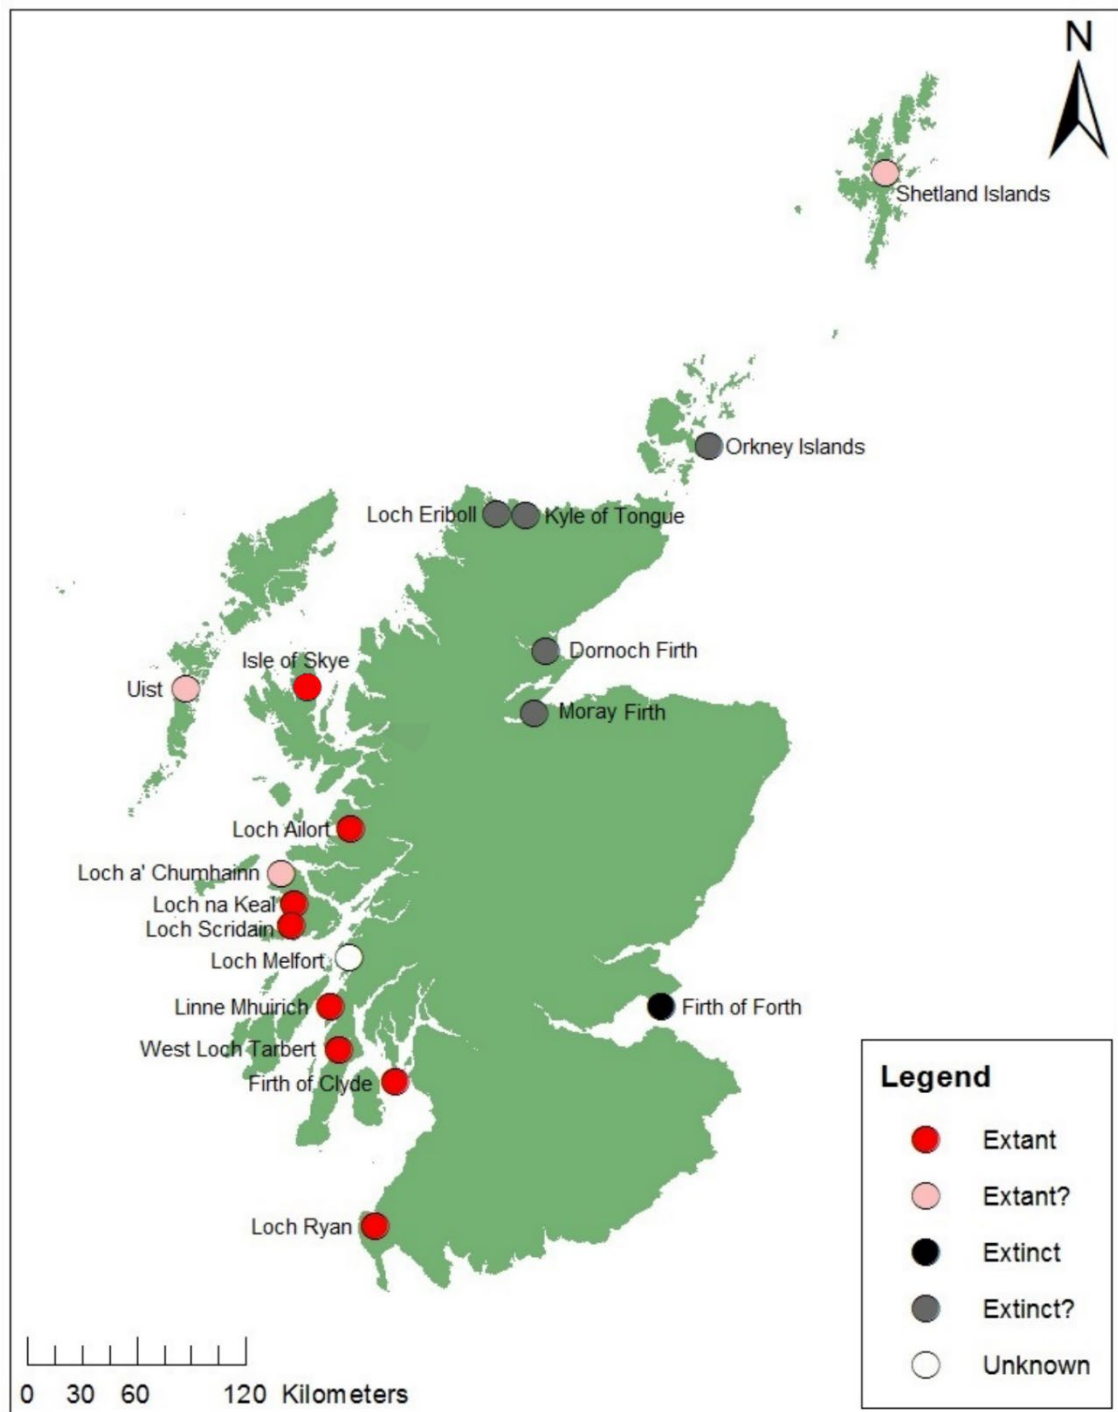 N
Shetland Islands
Orkney Islands
Loch Eriboll
Kyle of Tongue
Dornoch Firth
Isle of Skye
Uist
Moray Firth
Loch Ailort
Loch a' Chumhainn
Loch na Keal
Loch Scridain
Loch Melfort
Linne Mhuirich
Firth of Forth
West Loch Tarbert
Firth of Clyde
Loch Ryan
Legend
Extant
Extant?
Extinct
Extinct?
Unknown
0 30 60 120 Kilometers